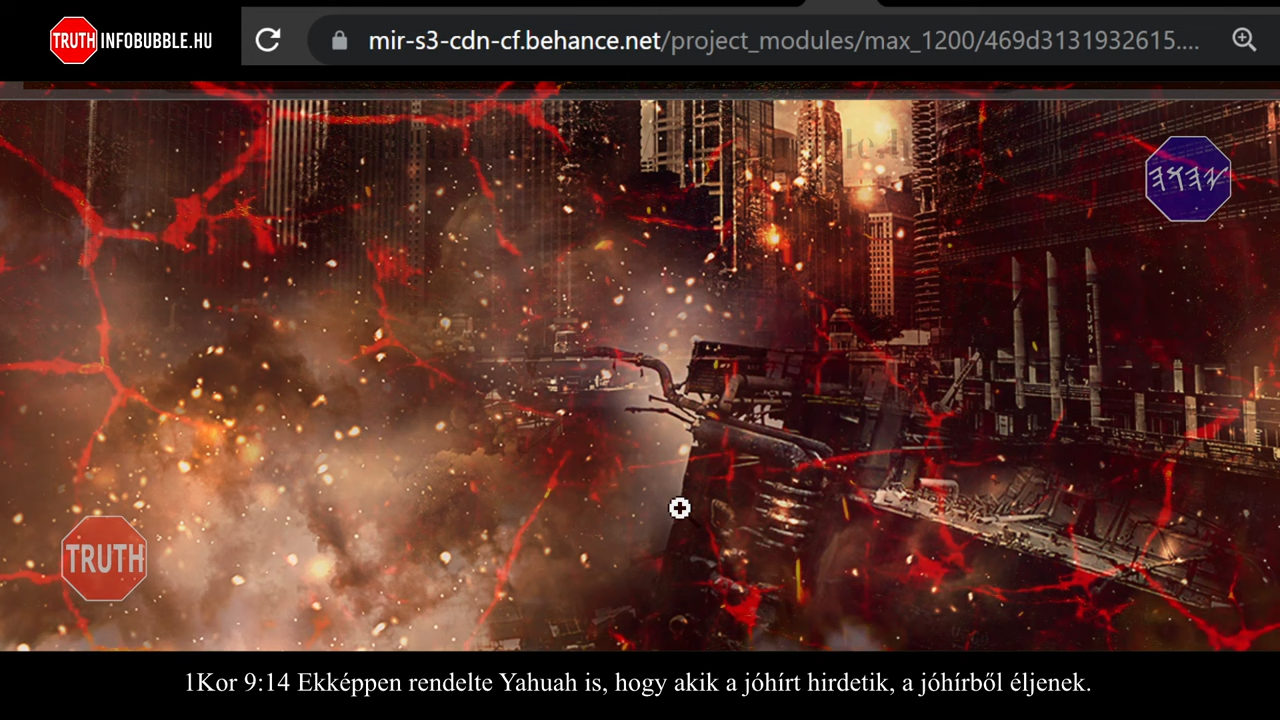 TRUTH INFOBUBBLE.HU
mir-s3-cdn-cf.behance.net/project_modules/max_1200/469d3131932615....
𐤉𐤄𐤅𐤄
TRUTH
1Kor 9:14 Ekképpen rendelte Yahuah is, hogy akik a jóhírt hirdetik, a jóhírből éljenek.